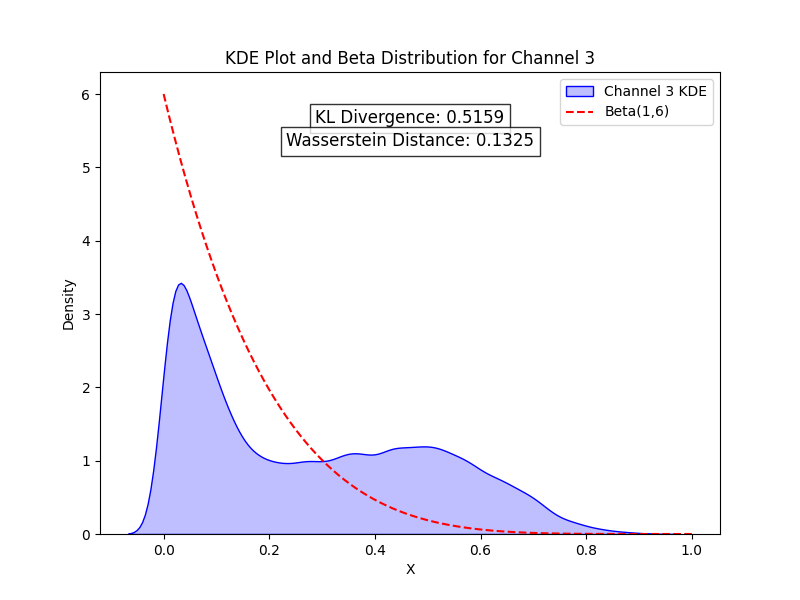 KDE Plot and Beta Distribution for Channel 3
KL Divergence: 0.5159
Wasserstein Distance: 0.1325
Channel 3 KDE
Beta(1,6)
Density
6
5
4
3
2
1
0
0.0 0.2 0.4 0.6 0.8 1.0
X